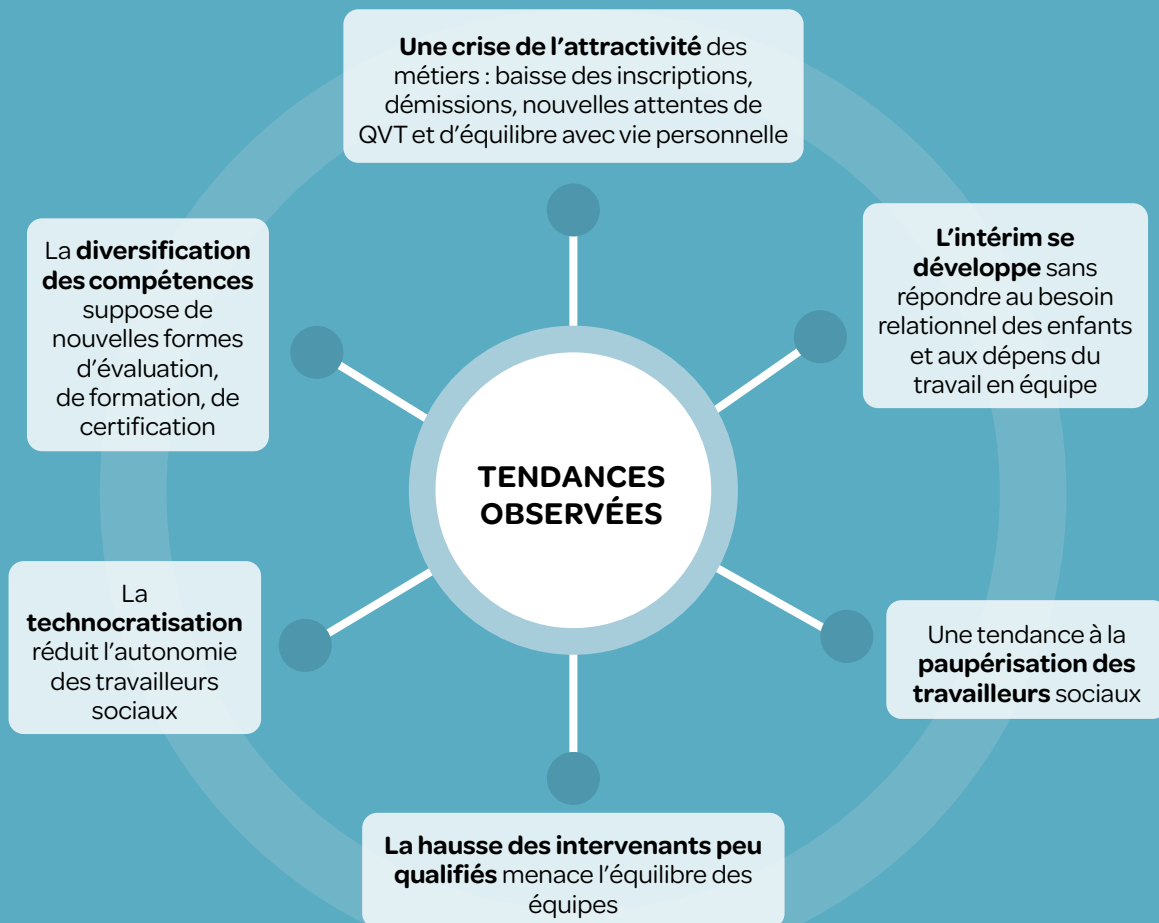 Une crise de l’attractivité des
métiers : baisse des inscriptions,
démissions, nouvelles attentes de
QVT et d’équilibre avec vie personnelle
La diversification
des compétences
suppose de
nouvelles formes
d’évaluation,
de formation, de
certification
L’intérim se
développe sans
répondre au besoin
relationnel des enfants
et aux dépens du
travail en équipe
TENDANCES
OBSERVÉES
La
technocratisation
réduit l’autonomie
des travailleurs
sociaux
Une tendance à la
paupérisation des
travailleurs sociaux
La hausse des intervenants peu
qualifiés menace l’équilibre des
équipes